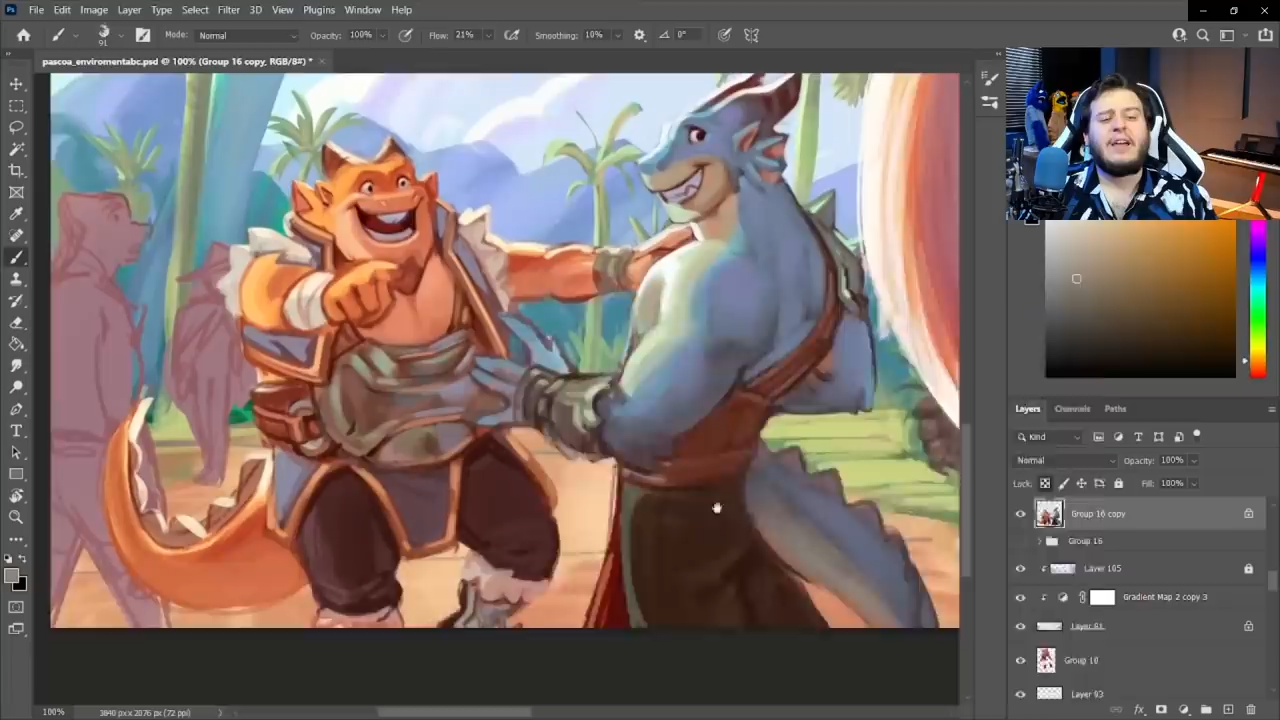 Ps File Edit Image Layer Type Select Filter 3D View Plugins Window Help
91 Mode: Normal Opacity: 100% Flow: 21% Smoothing: 10% 0°
pascoa_enviromentabc.psd @ 100% (Group 16 copy, RGB/8#) *
Layers Channels Paths
Kind
Normal Opacity: 100%
Lock: Fill: 100%
Group 16 copy
Group 16
Layer 105
Gradient Map 2 copy 3
Layer 81
Group 10
Layer 93
100% 3840 px x 2076 px (72 ppi)